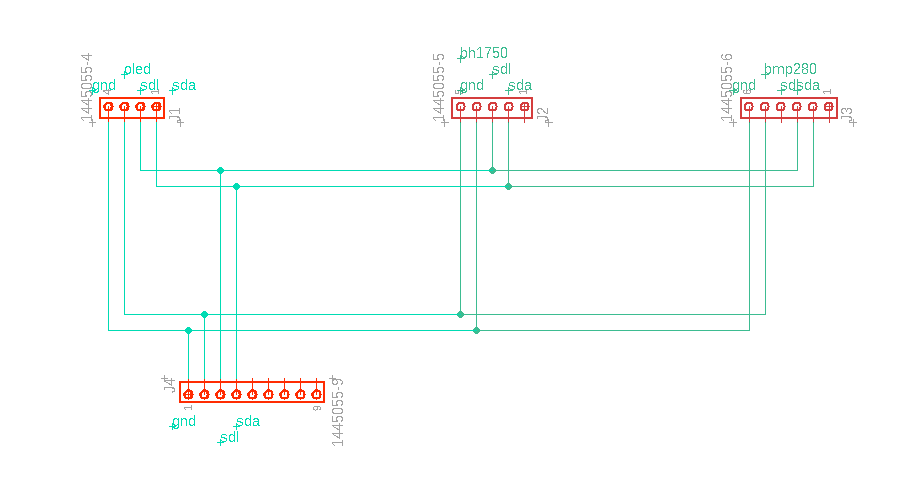 1445055-4
oled
gnd
sdl
sda
4
1
J1
1445055-5
bh1750
sdl
gnd
sda
5
1
J2
1445055-6
bmp280
gnd
sdl
sda
6
1
J3
J4
1
9
1445055-9
gnd
sda
sdl